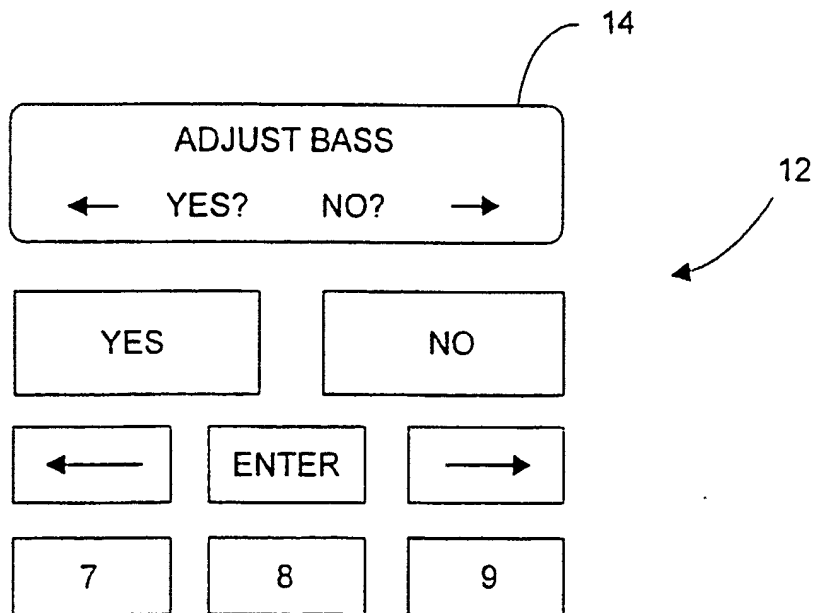 14
ADJUST BASS
← YES? NO? →
12
YES NO
← ENTER →
7 8 9